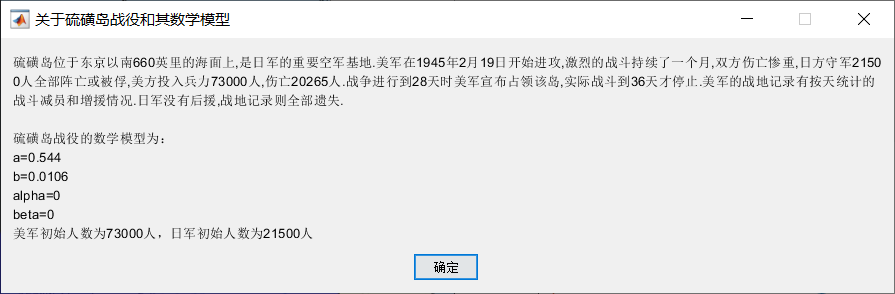 关于硫磺岛战役和其数学模型
硫磺岛位于东京以南660英里的海面上,是日军的重要空军基地.美军在1945年2月19日开始进攻,激烈的战斗持续了一个月,双方伤亡惨重,日方守军2150
0人全部阵亡或被俘,美方投入兵力73000人,伤亡20265人.战争进行到28天时美军宣布占领该岛,实际战斗到36天才停止.美军的战地记录有按天统计的
战斗减员和增援情况.日军没有后援,战地记录则全部遗失.
硫磺岛战役的数学模型为：
a=0.544
b=0.0106
alpha=0
beta=0
美军初始人数为73000人，日军初始人数为21500人
确定